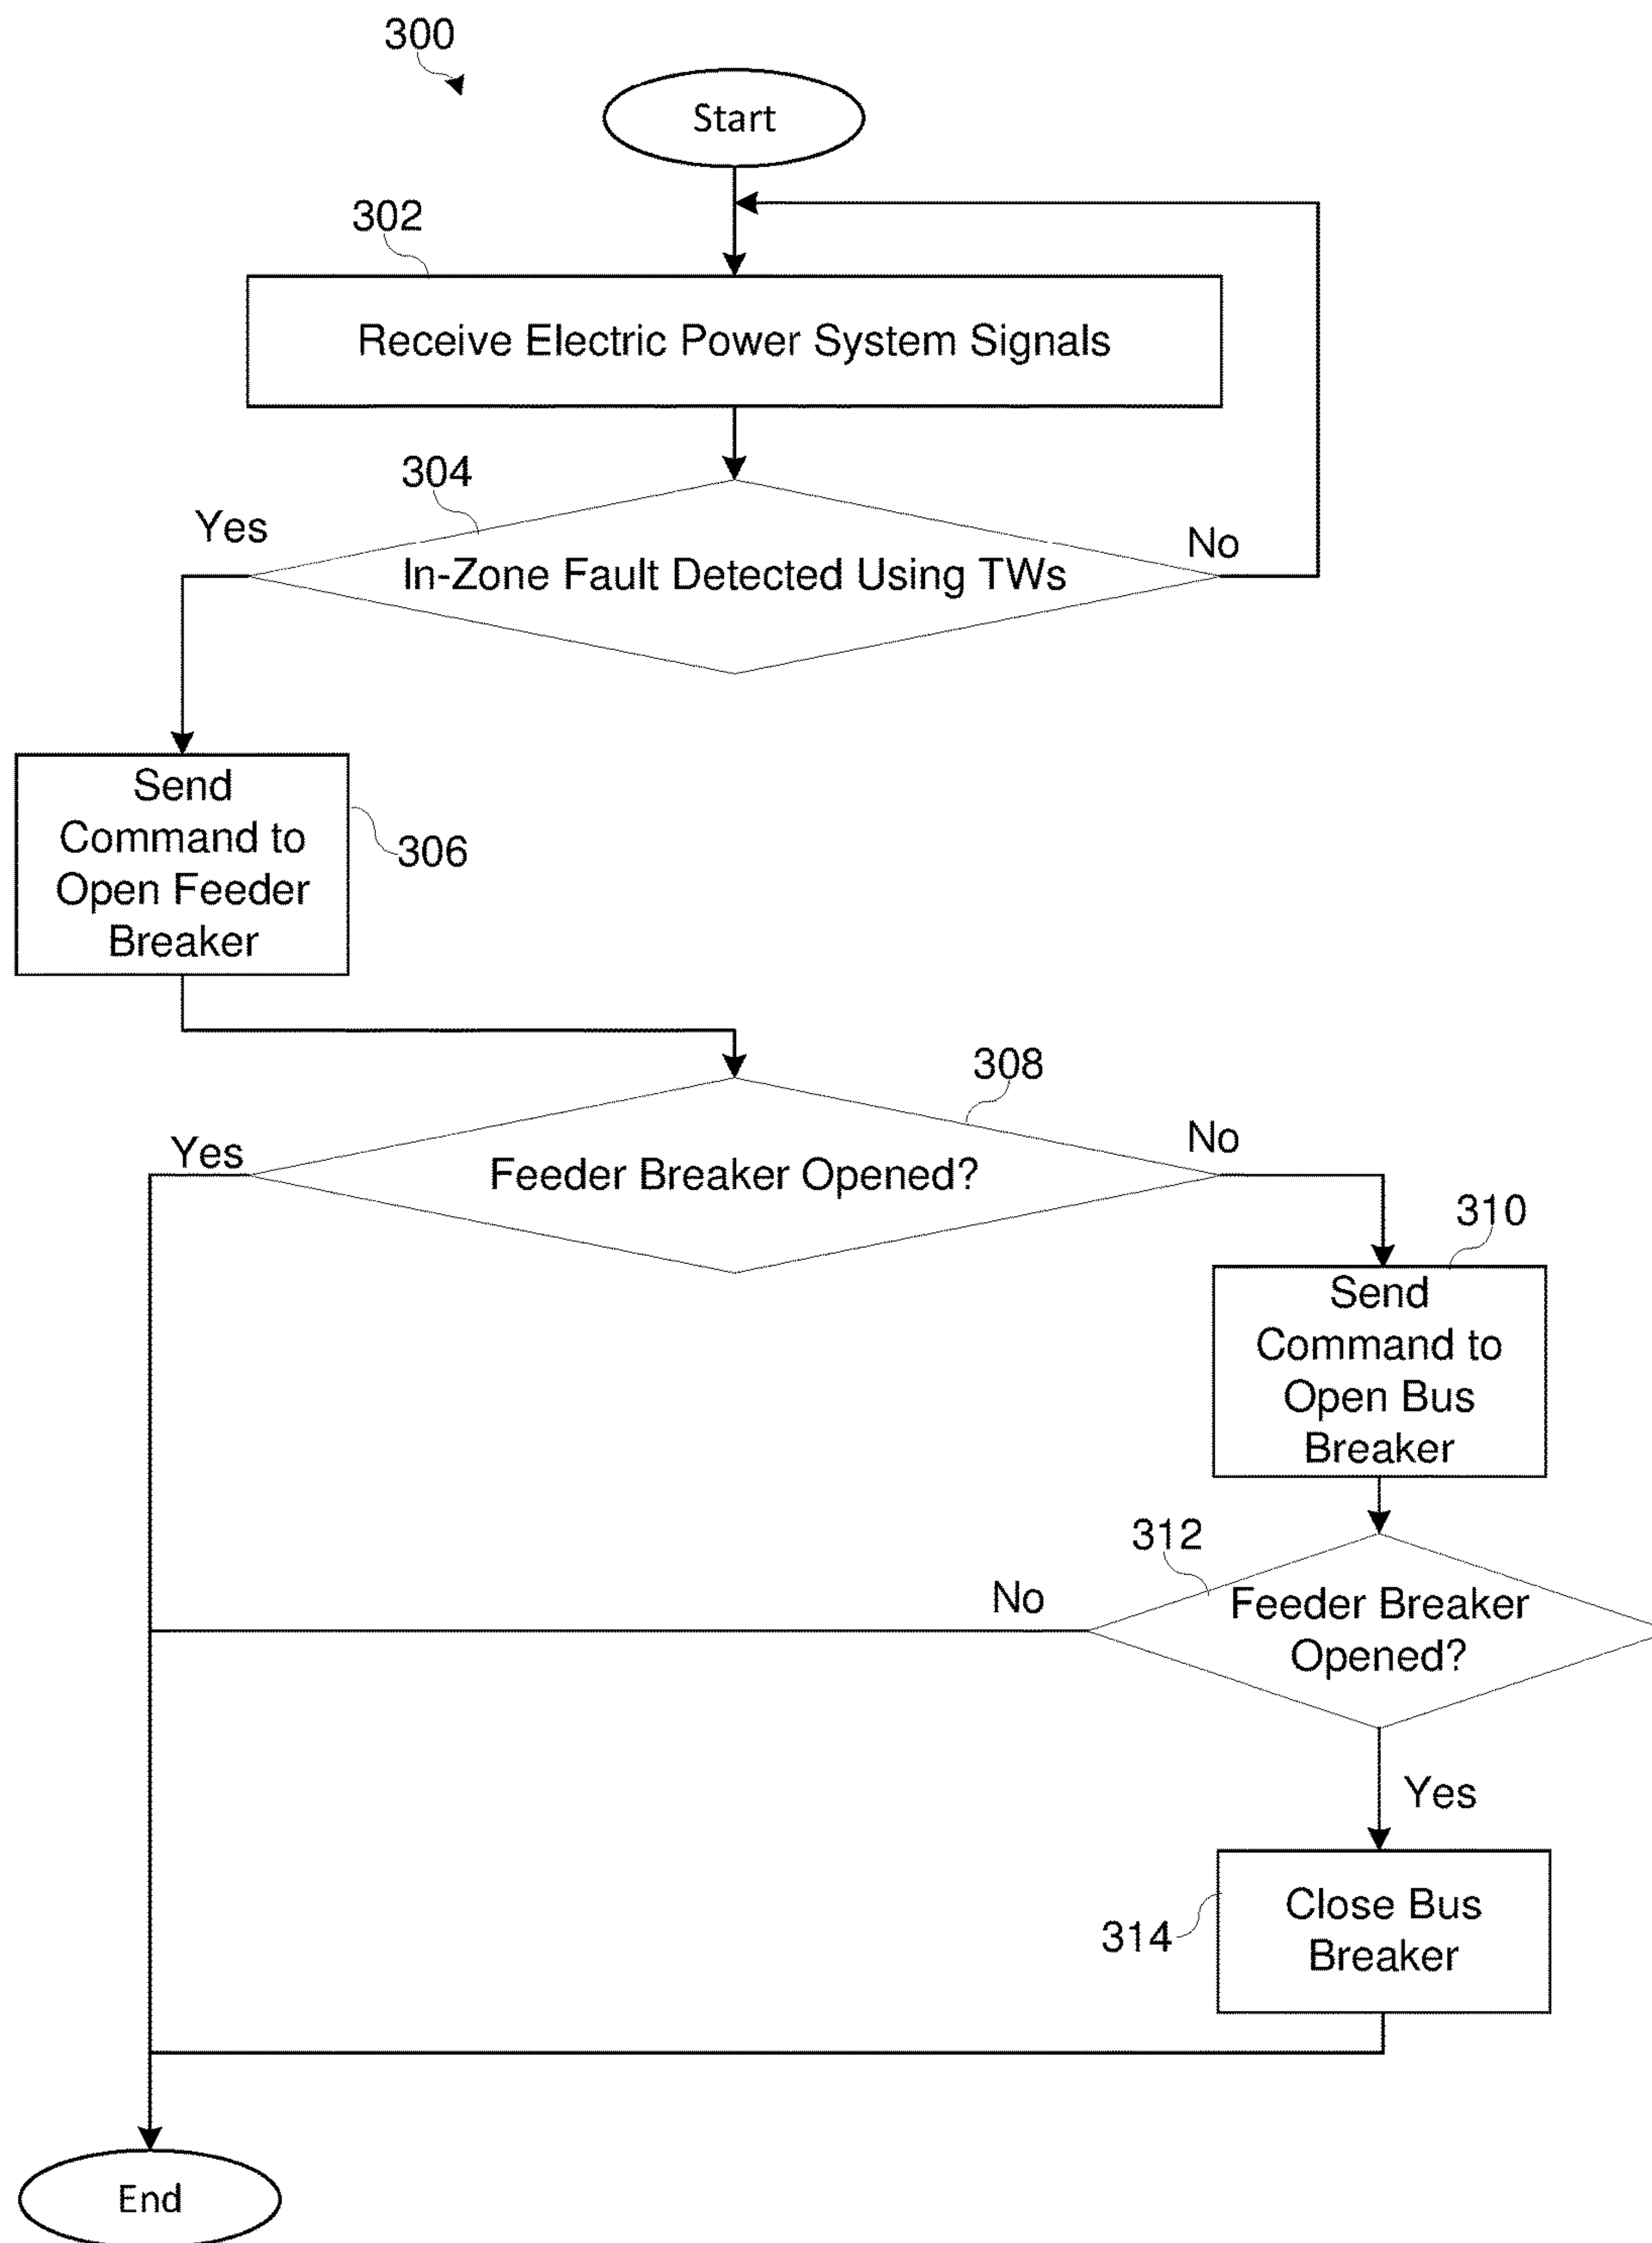 300
Start
302
Receive Electric Power System Signals
304
Yes
No
In-Zone Fault Detected Using TWs
Send
Command to
Open Feeder
Breaker
306
308
Yes
No
Feeder Breaker Opened?
310
Send
Command to
Open Bus
Breaker
312
No
Feeder Breaker
Opened?
Yes
Close Bus
Breaker
314
End